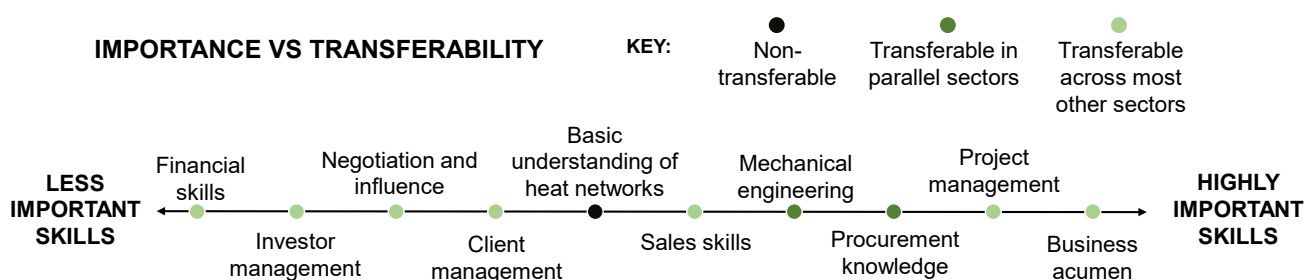 IMPORTANCE VS TRANSFERABILITY
KEY:
Non-
transferable
Transferable in
parallel sectors
Transferable
across most
other sectors
LESS
IMPORTANT
SKILLS
Financial
skills
Investor
management
Negotiation and
influence
Client
management
Basic
understanding of
heat networks
Sales skills
Mechanical
engineering
Procurement
knowledge
Project
management
Business
acumen
HIGHLY
IMPORTANT
SKILLS